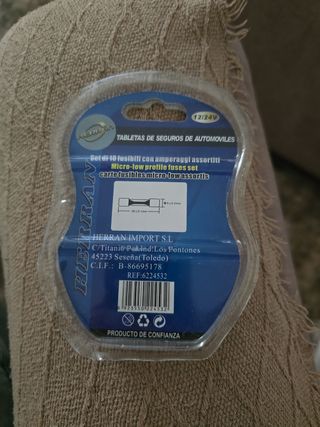 HERRAN
12/24V
TABLETAS DE SEGUROS DE AUTOMOVILES
Set di 10 fusibili con amperaggi assortiti
Micro-low profile fuses set
carte fusibles micro-low assortis
HERRAN
HERRAN IMPORT S.L
C/Titanio P.okind:Los Pontones
45223 Seseña(Toledo)
C.I.F.: B-86695178
REF:6224532
PRODUCTO DE CONFIANZA